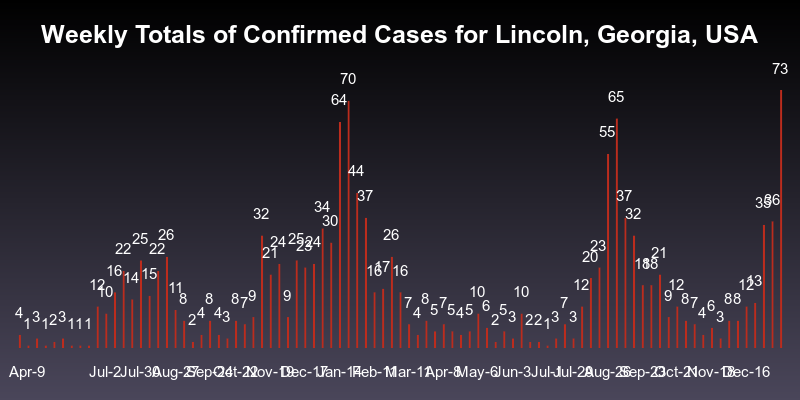 Weekly Totals of Confirmed Cases for Lincoln, Georgia, USA
4 1 3 1 2 3 1 1 1 12 10 16 22 14 25 15 22 26 11 8 2 4 8 4 3 8 7 9 32 21 24 9 25 23 24 34 30 64 70 44 37 16 17 26 16 7 4 8 5 7 5 4 5 10 6 2 5 3 10 2 2 1 3 7 3 12 20 23 55 65 37 32 18 18 21 9 12 8 7 4 6 3 8 8 12 13 35 36 73
Apr-9 Jul-2 Jul-30 Aug-27 Sep-24 Oct-22 Nov-19 Dec-17 Jan-14 Feb-11 Mar-11 Apr-8 May-6 Jun-3 Jul-1 Jul-29 Aug-26 Sep-23 Oct-21 Nov-18 Dec-16